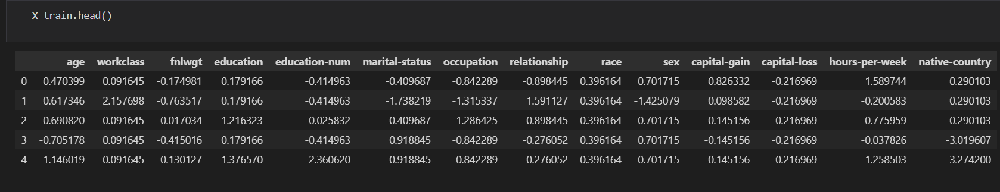 X_train.head()
age workclass fnlwgt education education-num marital-status occupation relationship race sex capital-gain capital-loss hours-per-week native-country
0 0.470399 0.091645 -0.174981 0.179166 -0.414963 -0.409687 -0.842289 -0.898445 0.396164 0.701715 0.826332 -0.216969 1.589744 0.290103
1 0.617346 2.157698 -0.763517 0.179166 -0.414963 -1.738219 -1.315337 1.591127 0.396164 -1.425079 0.098582 -0.216969 -0.200583 0.290103
2 0.690820 0.091645 -0.017034 1.216323 -0.025832 -0.409687 1.286425 -0.898445 0.396164 0.701715 -0.145156 -0.216969 0.775959 0.290103
3 -0.705178 0.091645 -0.415016 0.179166 -0.414963 0.918845 -0.842289 -0.276052 0.396164 0.701715 -0.145156 -0.216969 -0.037826 -3.019607
4 -1.146019 0.091645 0.130127 -1.376570 -2.360620 0.918845 -0.842289 -0.276052 0.396164 0.701715 -0.145156 -0.216969 -1.258503 -3.274200